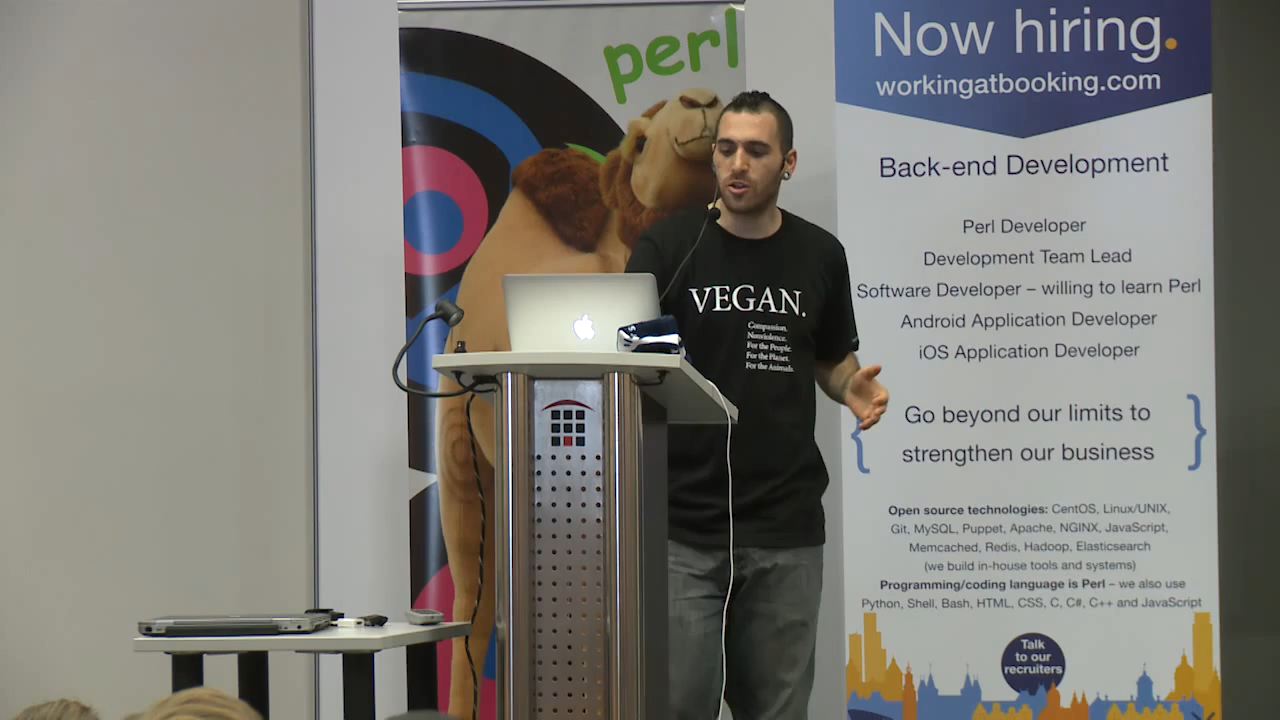 perl
Now hiring.
workingatbooking.com
Back-end Development
Perl Developer
Development Team Lead
Software Developer – willing to learn Perl
Android Application Developer
iOS Application Developer
{ Go beyond our limits to
strengthen our business }
Open source technologies: CentOS, Linux/UNIX,
Git, MySQL, Puppet, Apache, NGINX, JavaScript,
Memcached, Redis, Hadoop, Elasticsearch
(we build in-house tools and systems)
Programming/coding language is Perl – we also use
Python, Shell, Bash, HTML, CSS, C, C#, C++ and JavaScript
Talk
to our
recruiters
VEGAN.
Compassion.
Nonviolence.
For the People.
For the Planet.
For the Animals.